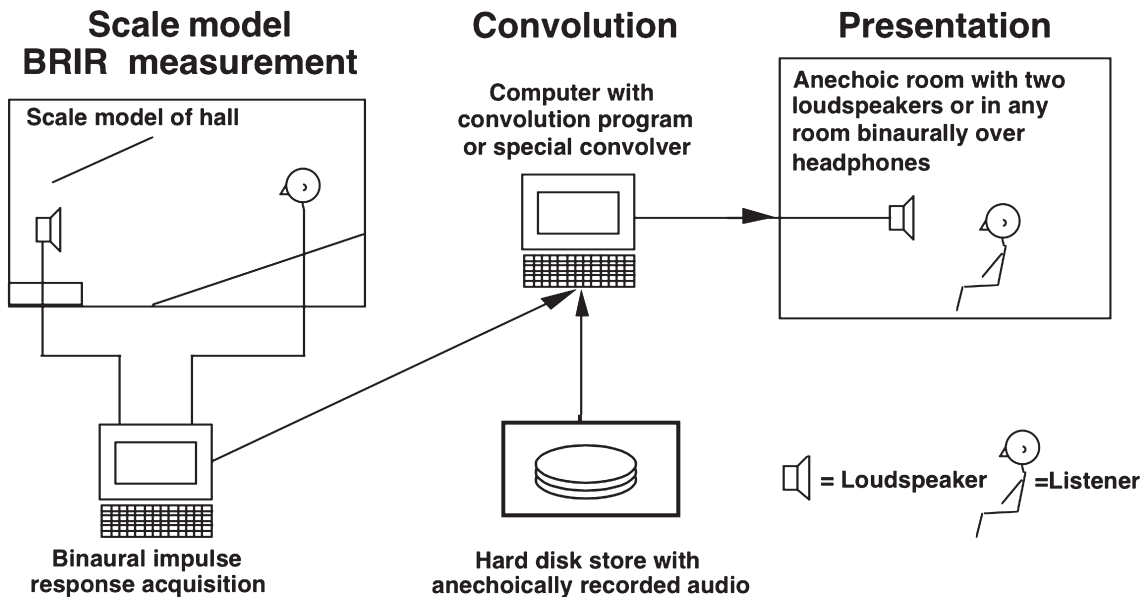 Scale model
BRIR measurement
Scale model of hall
Binaural impulse
response acquisition
Convolution
Computer with
convolution program
or special convolver
Hard disk store with
anechoically recorded audio
Presentation
Anechoic room with two
loudspeakers or in any
room binaurally over
headphones
= Loudspeaker
=Listener